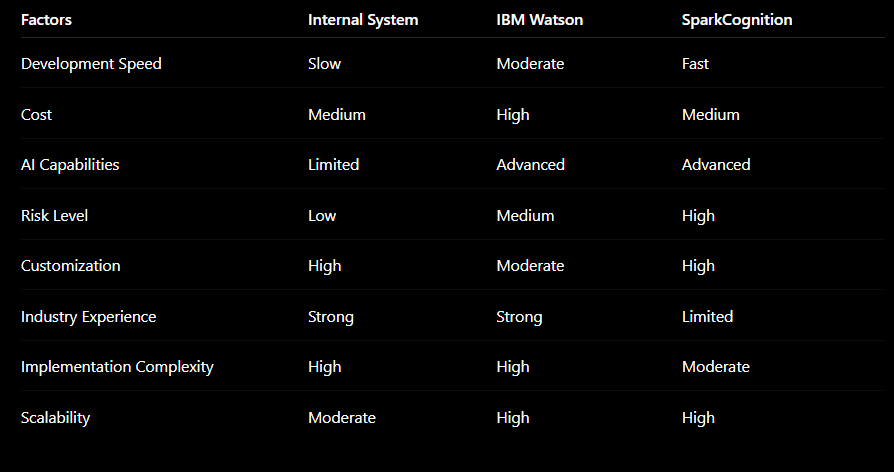 Factors Internal System IBM Watson SparkCognition
Development Speed Slow Moderate Fast
Cost Medium High Medium
AI Capabilities Limited Advanced Advanced
Risk Level Low Medium High
Customization High Moderate High
Industry Experience Strong Strong Limited
Implementation Complexity High High Moderate
Scalability Moderate High High